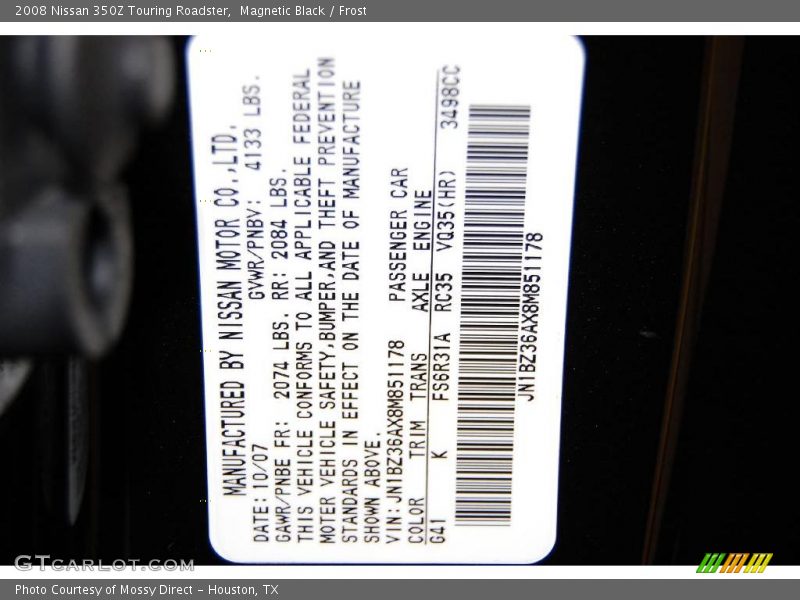 2008 Nissan 350Z Touring Roadster,  Magnetic Black / Frost
MANUFACTURED BY NISSAN MOTOR CO.,LTD.
DATE:10/07 GVWR/PNBV: 4133 LBS.
GAWR/PNBE FR: 2074 LBS. RR: 2084 LBS.
THIS VEHICLE CONFORMS TO ALL APPLICABLE FEDERAL
MOTER VEHICLE SAFETY,BUMPER,AND THEFT PREVENTION
STANDARDS IN EFFECT ON THE DATE OF MANUFACTURE
SHOWN ABOVE.
VIN:JN1BZ36AX8M851178 PASSENGER CAR
COLOR TRIM TRANS AXLE ENGINE
G41 K FS6R31A RC35 VQ35(HR) 3498CC
JN1BZ36AX8M851178
GTCARLOT.COM
Photo Courtesy of Mossy Direct – Houston, TX